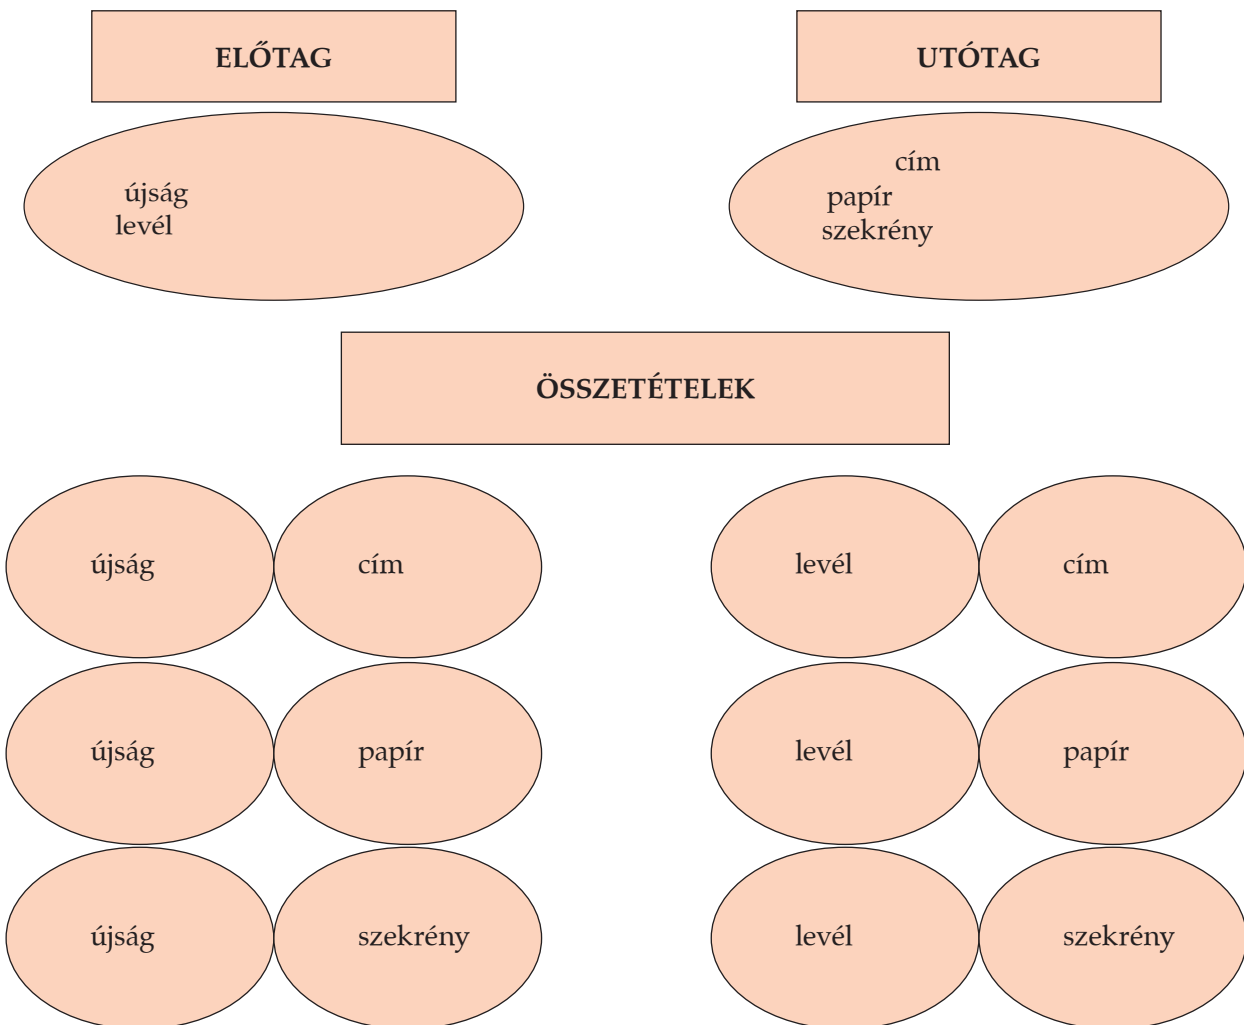 ELŐTAG
UTÓTAG
újság
levél
cím
papír
szekrény
ÖSSZETÉTELEK
újság cím
levél cím
újság papír
levél papír
újság szekrény
levél szekrény